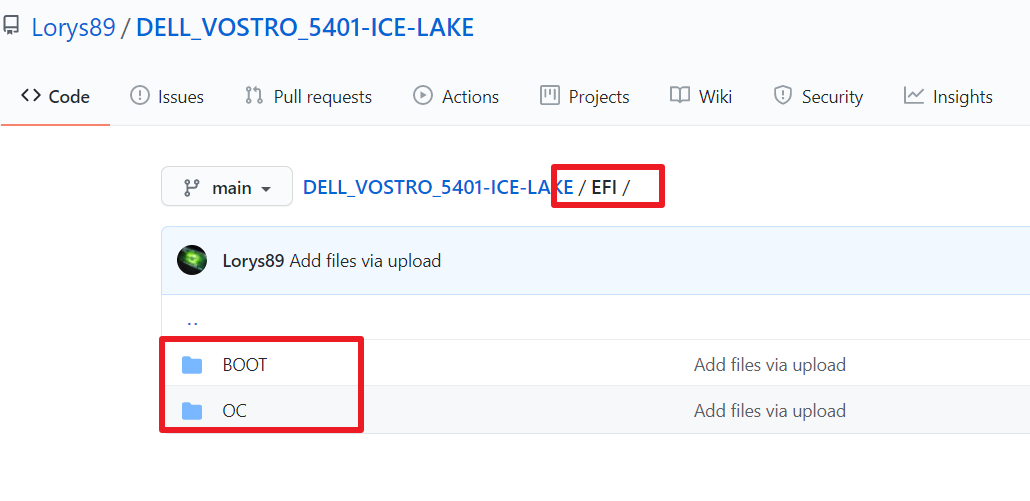 Lorys89 / DELL_VOSTRO_5401-ICE-LAKE
Code Issues Pull requests Actions Projects Wiki Security Insights
main DELL_VOSTRO_5401-ICE-LAKE / EFI /
Lorys89 Add files via upload
..
BOOT Add files via upload
OC Add files via upload